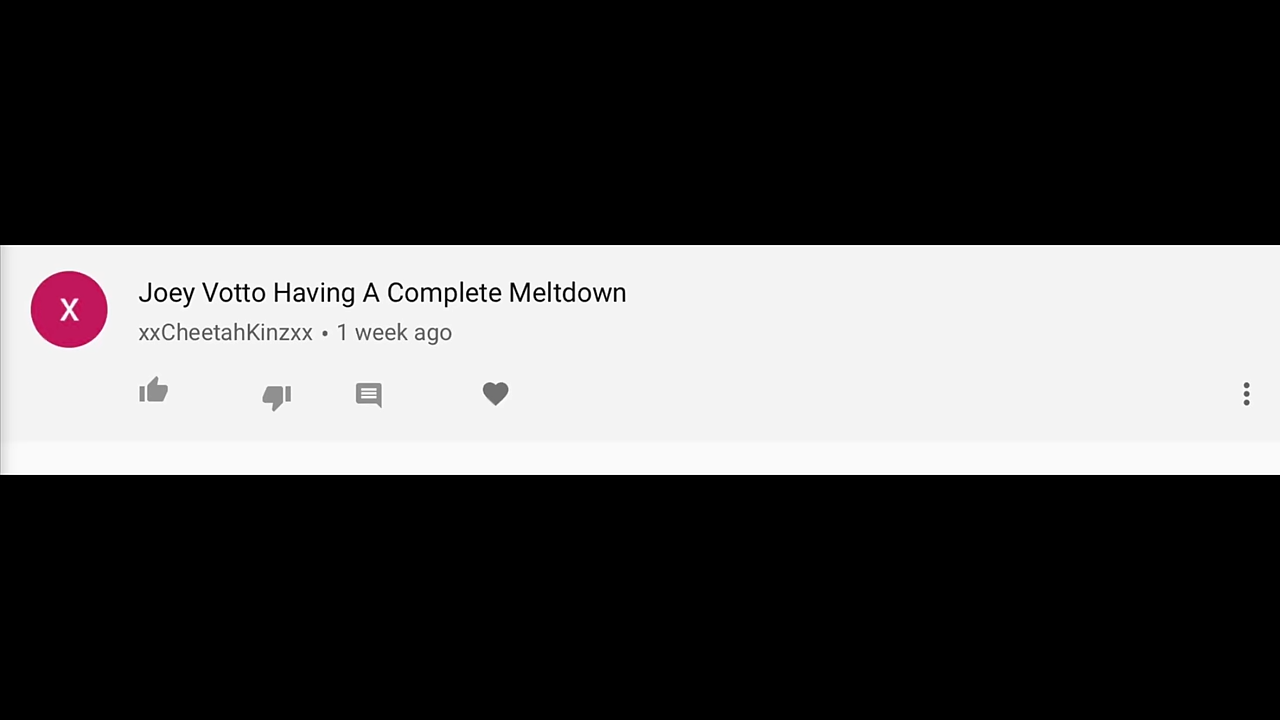 X
Joey Votto Having A Complete Meltdown
xxCheetahKinzxx • 1 week ago